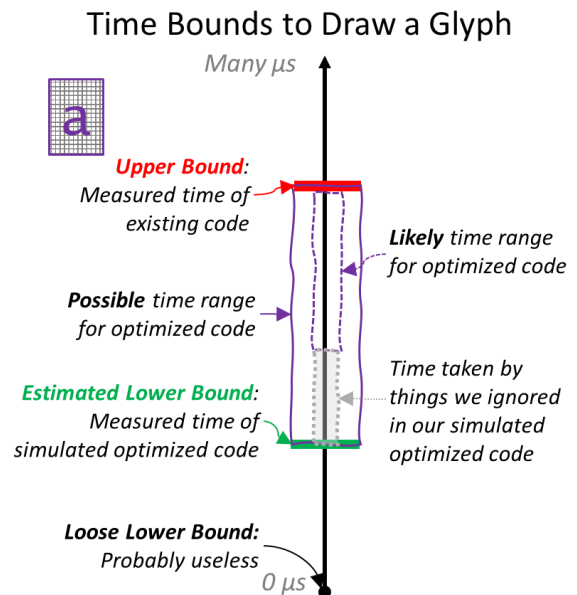 Time Bounds to Draw a Glyph
Many µs
a
Upper Bound:
Measured time of
existing code
Likely time range
for optimized code
Possible time range
for optimized code
Estimated Lower Bound:
Measured time of
simulated optimized code
Time taken by
things we ignored
in our simulated
optimized code
Loose Lower Bound:
Probably useless
0 µs